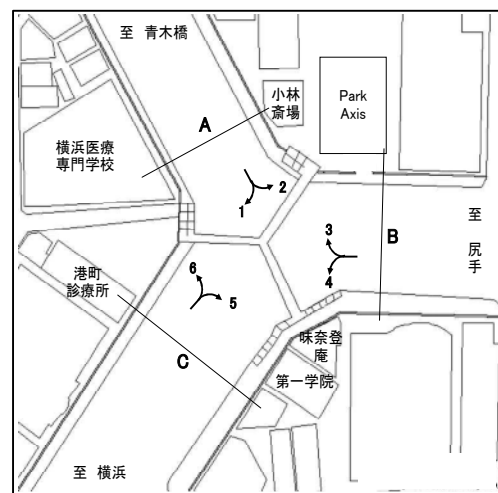 至 青木橋
小林
斎場
Park
Axis
A
横浜医療
専門学校
1
2
至
尻
手
B
3
4
港町
診療所
6
5
味奈登
庵
第一学院
C
至 横浜